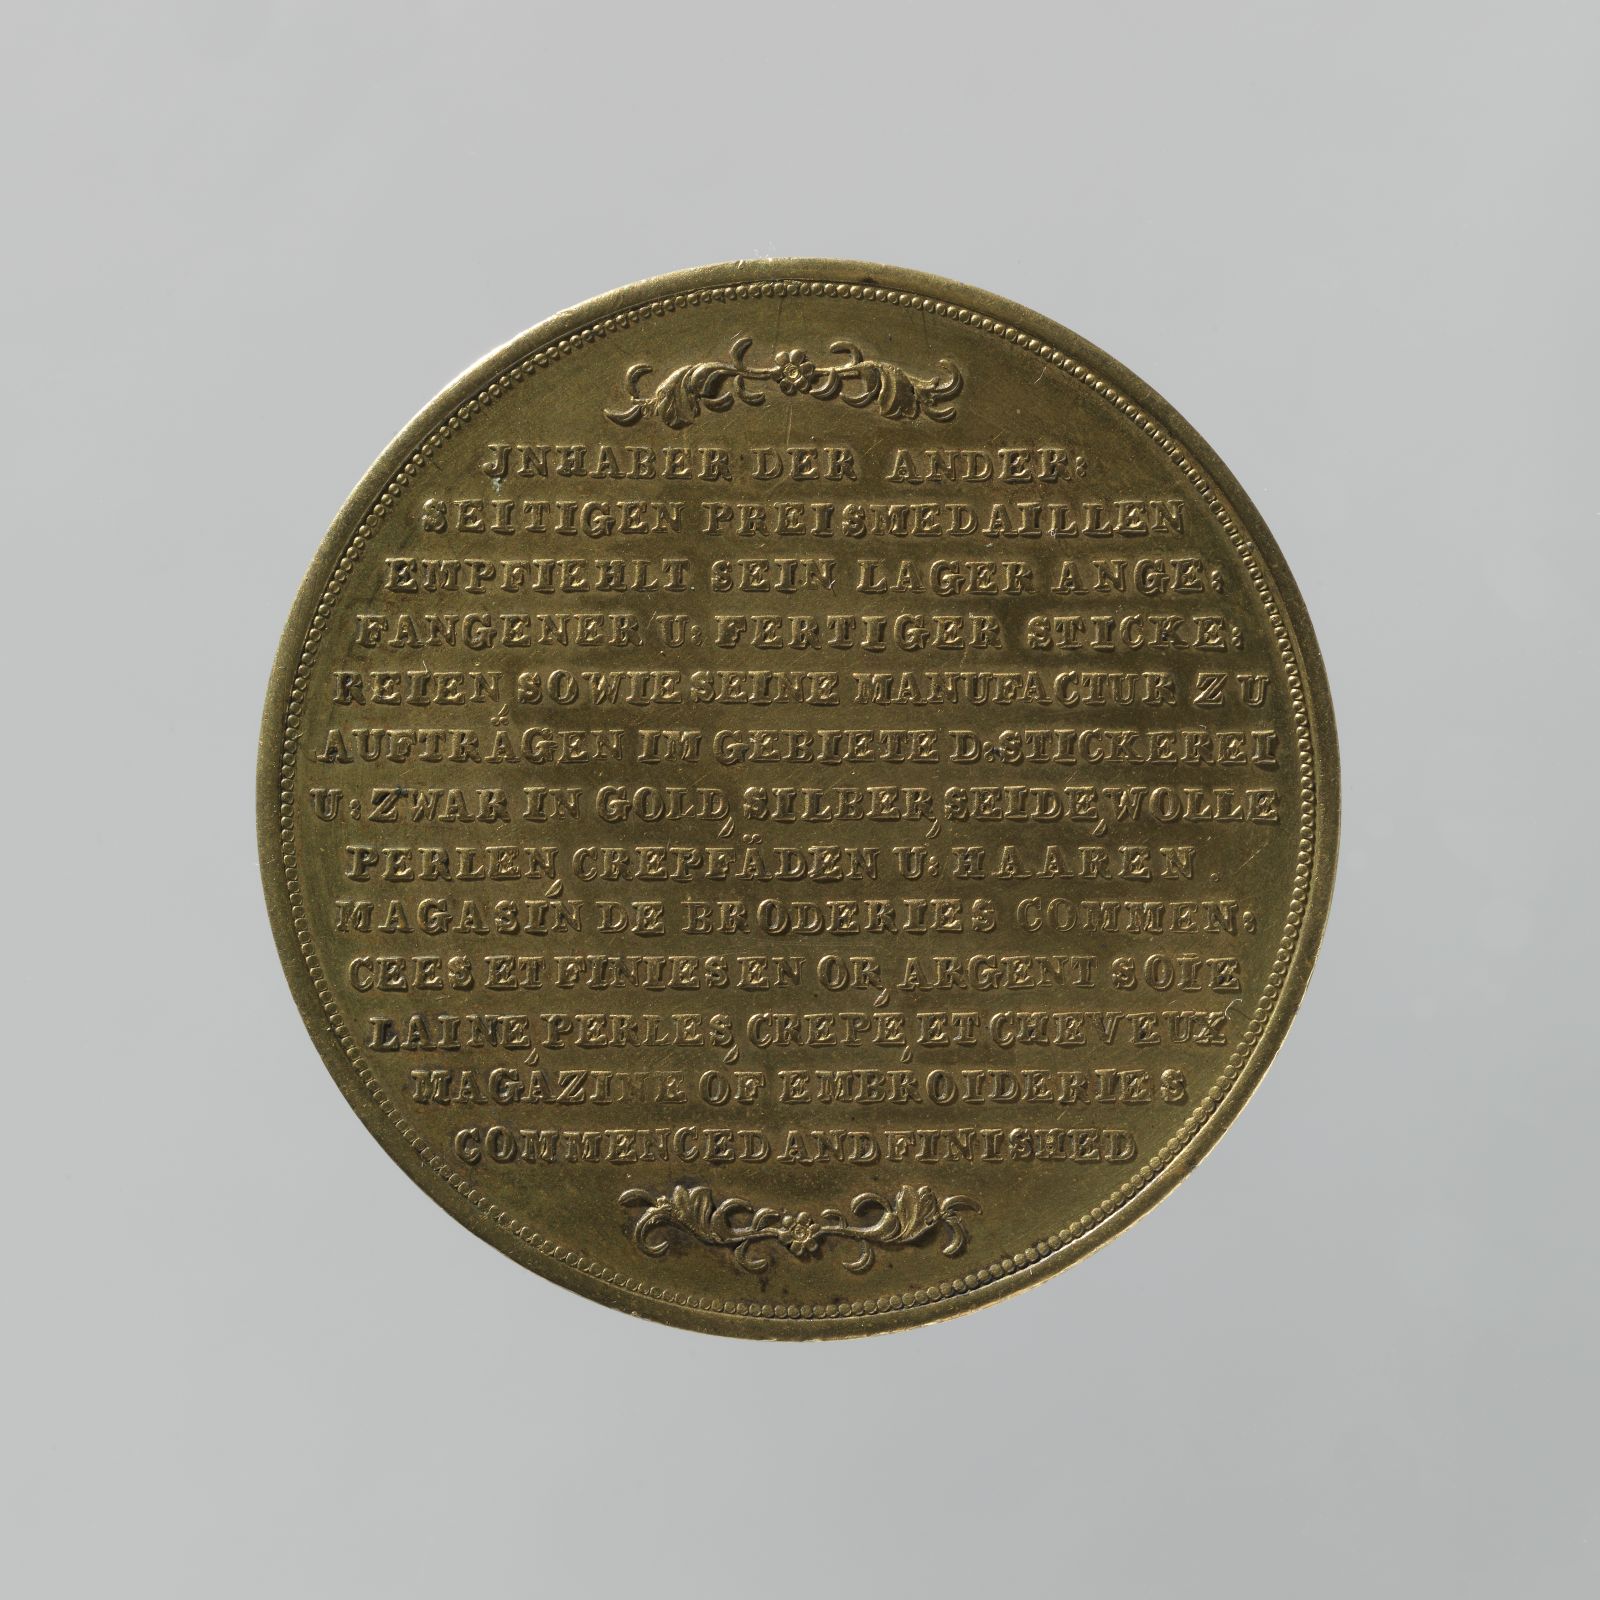 JNHABER DER ANDER:
SEITIGEN PREISMEDAILLEN
EMPFIEHLT SEIN LAGER ANGE:
FANGENER U: FERTIGER STICKE:
REIEN SOWIE SEINE MANUFACTUR ZU
AUFTRÄGEN IM GEBIETE D: STICKEREI
U: ZWAR IN GOLD, SILBER, SEIDE, WOLLE
PERLEN, CREPFÄDEN U: HAAREN.
MAGASIN DE BRODERIES COMMEN:
CEES ET FINIES EN OR, ARGENT SOIE
LAINE, PERLES, CREPE, ET CHEVEUX
MAGAZINE OF EMBROIDERIES
COMMENCED AND FINISHED